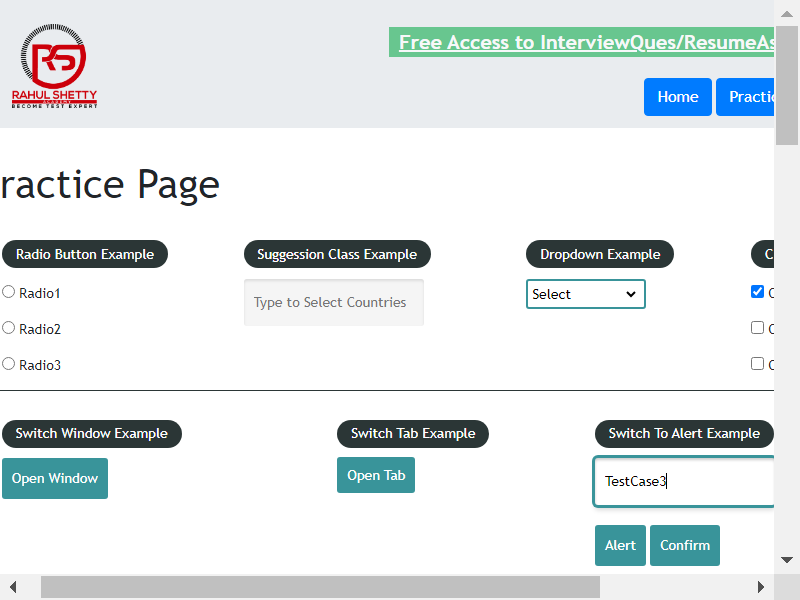 RS
RAHUL SHETTY
ACADEMY
BECOME TEST EXPERT
Free Access to InterviewQues/ResumeAs
Home
Practic
ractice Page
Radio Button Example
Suggession Class Example
Dropdown Example
C
Radio1
Type to Select Countries
Select
Radio2
Radio3
Switch Window Example
Switch Tab Example
Switch To Alert Example
Open Window
Open Tab
TestCase3
Alert
Confirm